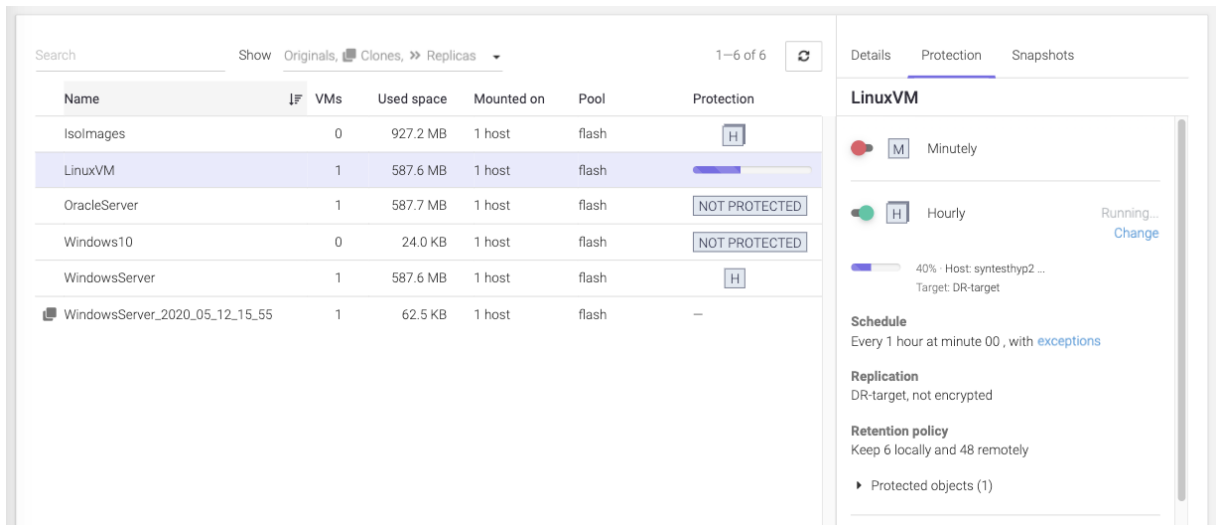 Search Show Originals, Clones, Replicas 1–6 of 6
Name VMs Used space Mounted on Pool Protection
IsoImages 0 927.2 MB 1 host flash H
LinuxVM 1 587.6 MB 1 host flash
OracleServer 1 587.7 MB 1 host flash NOT PROTECTED
Windows10 0 24.0 KB 1 host flash NOT PROTECTED
WindowsServer 1 587.6 MB 1 host flash H
WindowsServer_2020_05_12_15_55 1 62.5 KB 1 host flash –
Details Protection Snapshots
LinuxVM
M Minutely
H Hourly Running...
Change
40% · Host: syntesthyp2 ...
Target: DR-target
Schedule
Every 1 hour at minute 00 , with exceptions
Replication
DR-target, not encrypted
Retention policy
Keep 6 locally and 48 remotely
Protected objects (1)